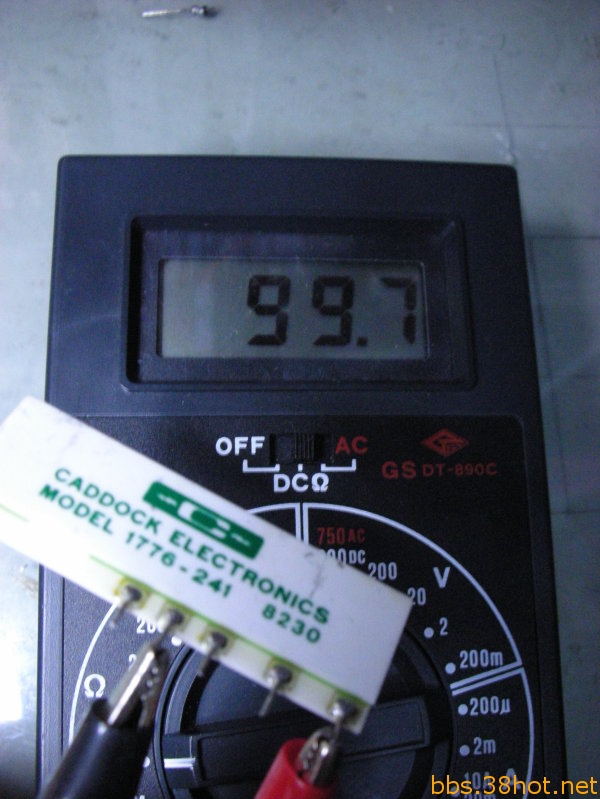 99.7
OFF AC
DCΩ
GS DT-890C
CADDOCK ELECTRONICS
MODEL 1776-241 8230
750AC
DC
200
V
20
2
200m
200μ
2m
Ω
bbs.38hot.net